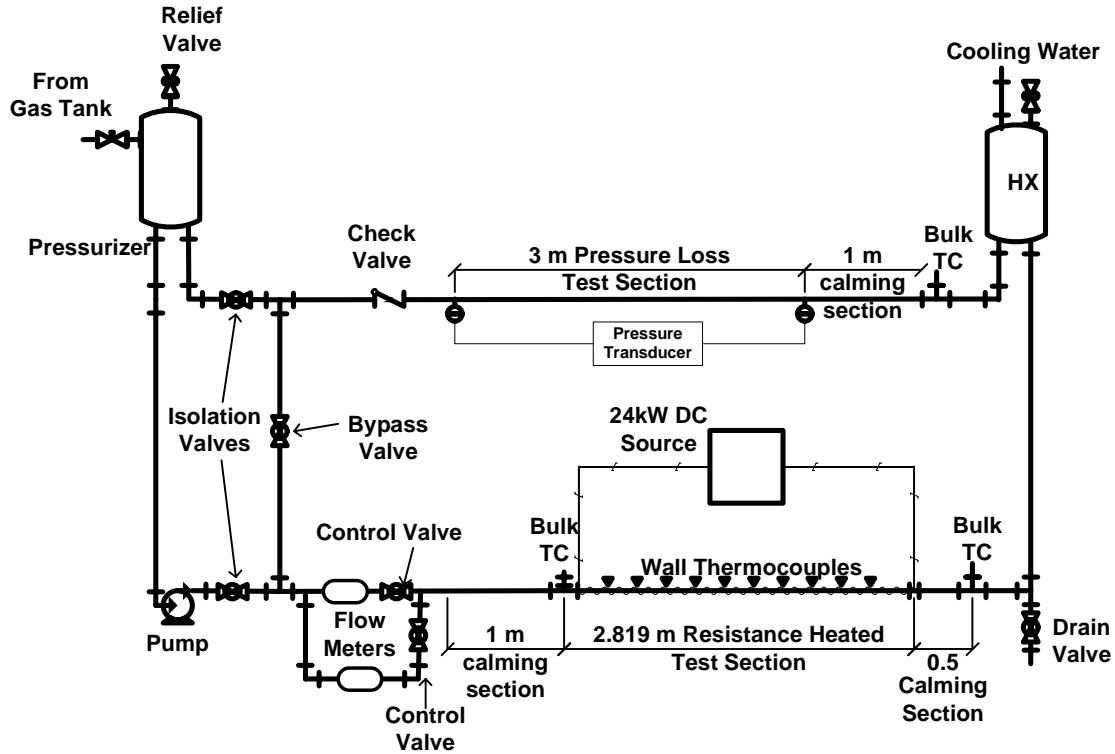 Relief
Valve
From
Gas Tank
Cooling Water
HX
Pressurizer
Check
Valve
3 m Pressure Loss
Test Section
1 m
calming
section
Bulk
TC
Pressure
Transducer
Isolation
Valves
Bypass
Valve
24kW DC
Source
Control Valve
Bulk
TC
Wall Thermocouples
Bulk
TC
Pump
Flow
Meters
1 m
calming
section
2.819 m Resistance Heated
Test Section
0.5
Calming
Section
Drain
Valve
Control
Valve